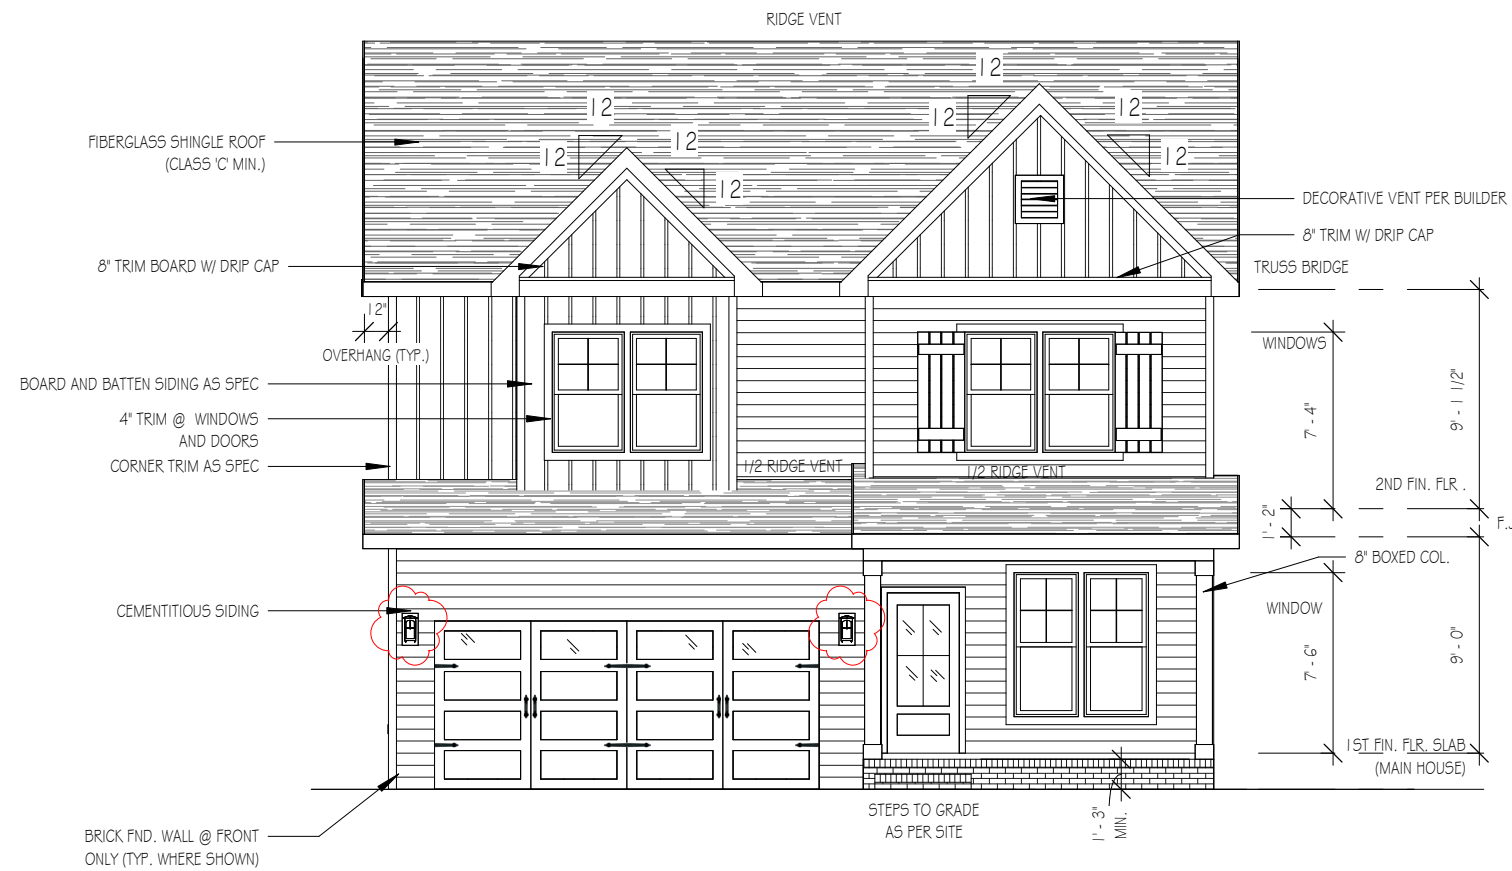 RIDGE VENT
12
12
12
12
12
12
12
12
FIBERGLASS SHINGLE ROOF
(CLASS 'C' MIN.)
DECORATIVE VENT PER BUILDER
8" TRIM W/ DRIP CAP
8" TRIM BOARD W/ DRIP CAP
TRUSS BRIDGE
12"
OVERHANG (TYP.)
WINDOWS
BOARD AND BATTEN SIDING AS SPEC
9' - 1 1/2"
7' - 4"
4" TRIM @ WINDOWS
AND DOORS
CORNER TRIM AS SPEC
1/2 RIDGE VENT
1/2 RIDGE VENT
2ND FIN. FLR .
1' - 2"
F.
8" BOXED COL.
CEMENTITIOUS SIDING
WINDOW
9' - 0"
7' - 6"
1ST FIN. FLR. SLAB
(MAIN HOUSE)
STEPS TO GRADE
AS PER SITE
1' - 3"
MIN.
BRICK FND. WALL @ FRONT
ONLY (TYP. WHERE SHOWN)